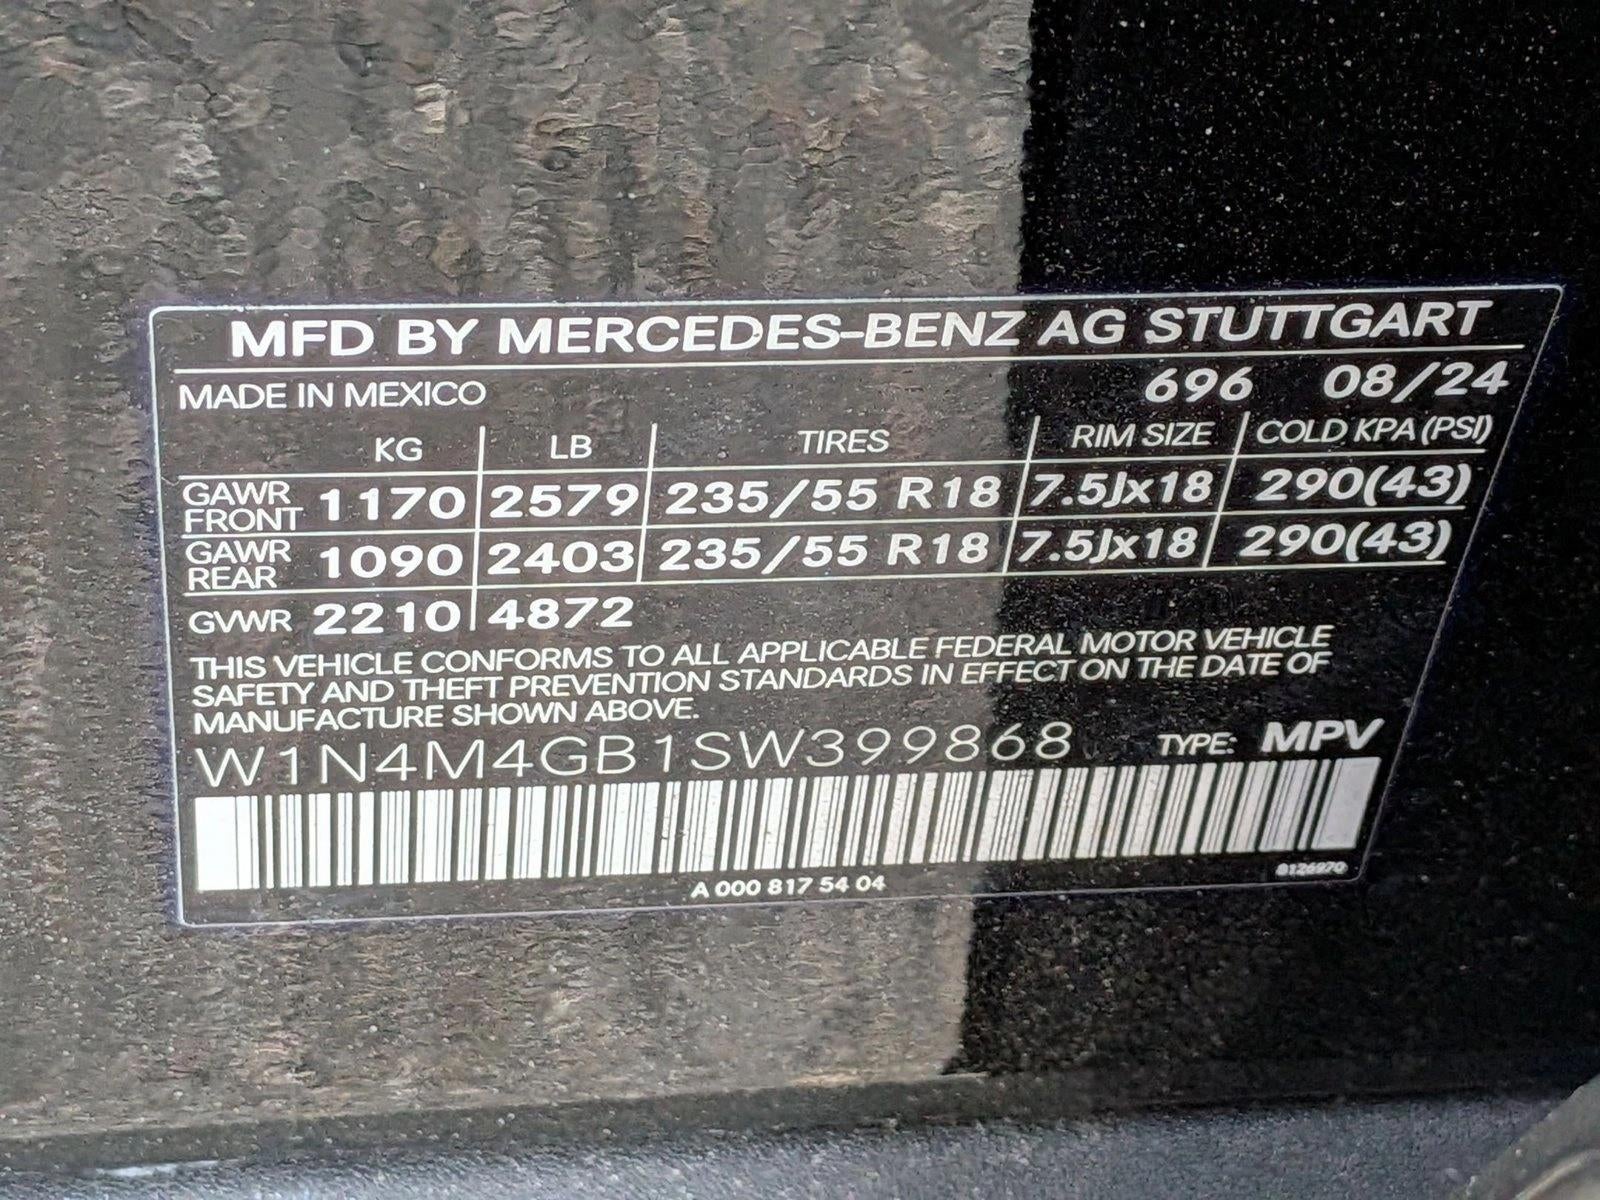 MFD BY MERCEDES-BENZ AG STUTTGART
MADE IN MEXICO 696 08/24
KG LB TIRES RIM SIZE COLD KPA (PSI)
GAWR FRONT 1170 2579 235/55 R18 7.5Jx18 290(43)
GAWR REAR 1090 2403 235/55 R18 7.5Jx18 290(43)
GVWR 2210 4872
THIS VEHICLE CONFORMS TO ALL APPLICABLE FEDERAL MOTOR VEHICLE
SAFETY AND THEFT PREVENTION STANDARDS IN EFFECT ON THE DATE OF
MANUFACTURE SHOWN ABOVE.
W1N4M4GB1SW399868 TYPE: MPV
A 000 817 54 04